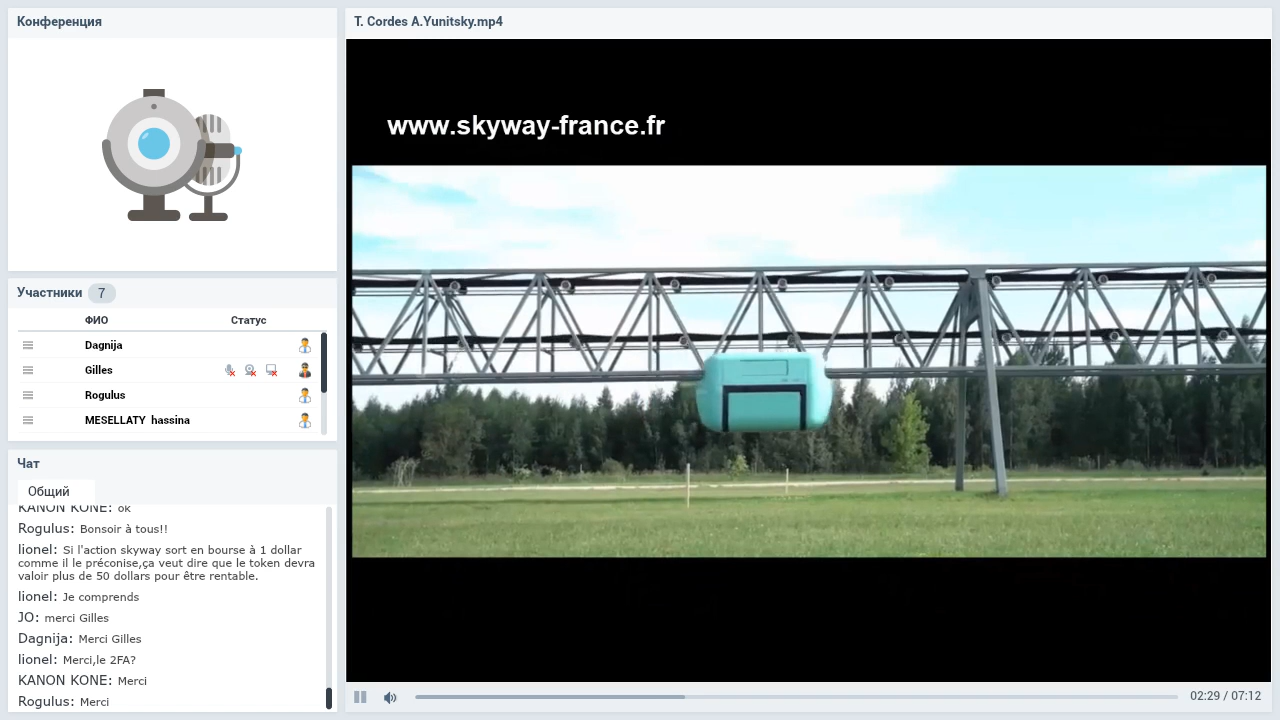 Конференция
T. Cordes A.Yunitsky.mp4
www.skyway-france.fr
Участники 7
ФИО Статус
Dagnija
Gilles
Rogulus
MESELLATY hassina
Чат
Общий
KANON KONE: ok
Rogulus: Bonsoir à tous!!
lionel: Si l'action skyway sort en bourse à 1 dollar
comme il le préconise,ça veut dire que le token devra
valoir plus de 50 dollars pour être rentable.
lionel: Je comprends
JO: merci Gilles
Dagnija: Merci Gilles
lionel: Merci,le 2FA?
KANON KONE: Merci
Rogulus: Merci
02:29 / 07:12